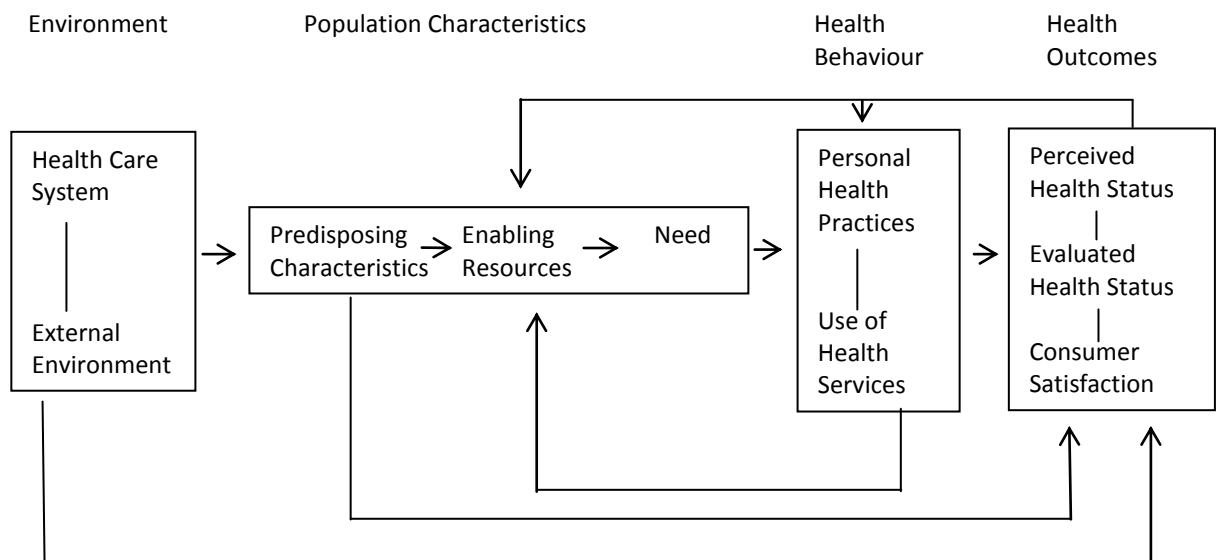 Environment
Population Characteristics
Health
Behaviour
Health
Outcomes
Health Care
System
External
Environment
Predisposing
Characteristics
Enabling
Resources
Need
Personal
Health
Practices
Use of
Health
Services
Perceived
Health Status
Evaluated
Health Status
Consumer
Satisfaction